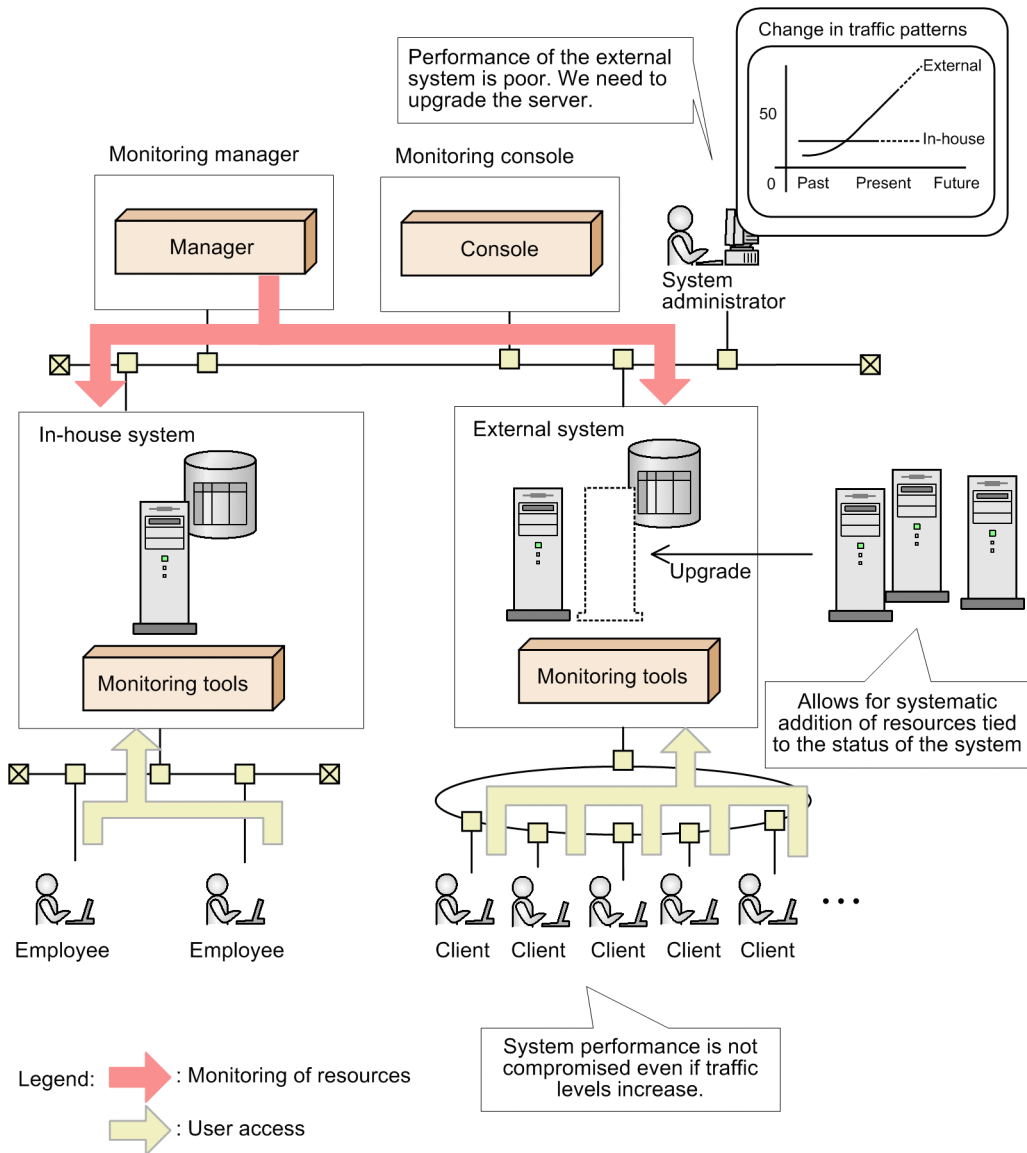 Change in traffic patterns
External
50
In-house
0
Past
Present
Future
Performance of the external
system is poor. We need to
upgrade the server.
Monitoring manager
Monitoring console
Manager
Console
System
administrator
In-house system
External system
Upgrade
Monitoring tools
Monitoring tools
Allows for systematic
addition of resources tied
to the status of the system
Employee
Employee
Client
Client
Client
Client
Client
...
System performance is not
compromised even if traffic
levels increase.
Legend:
: Monitoring of resources
: User access